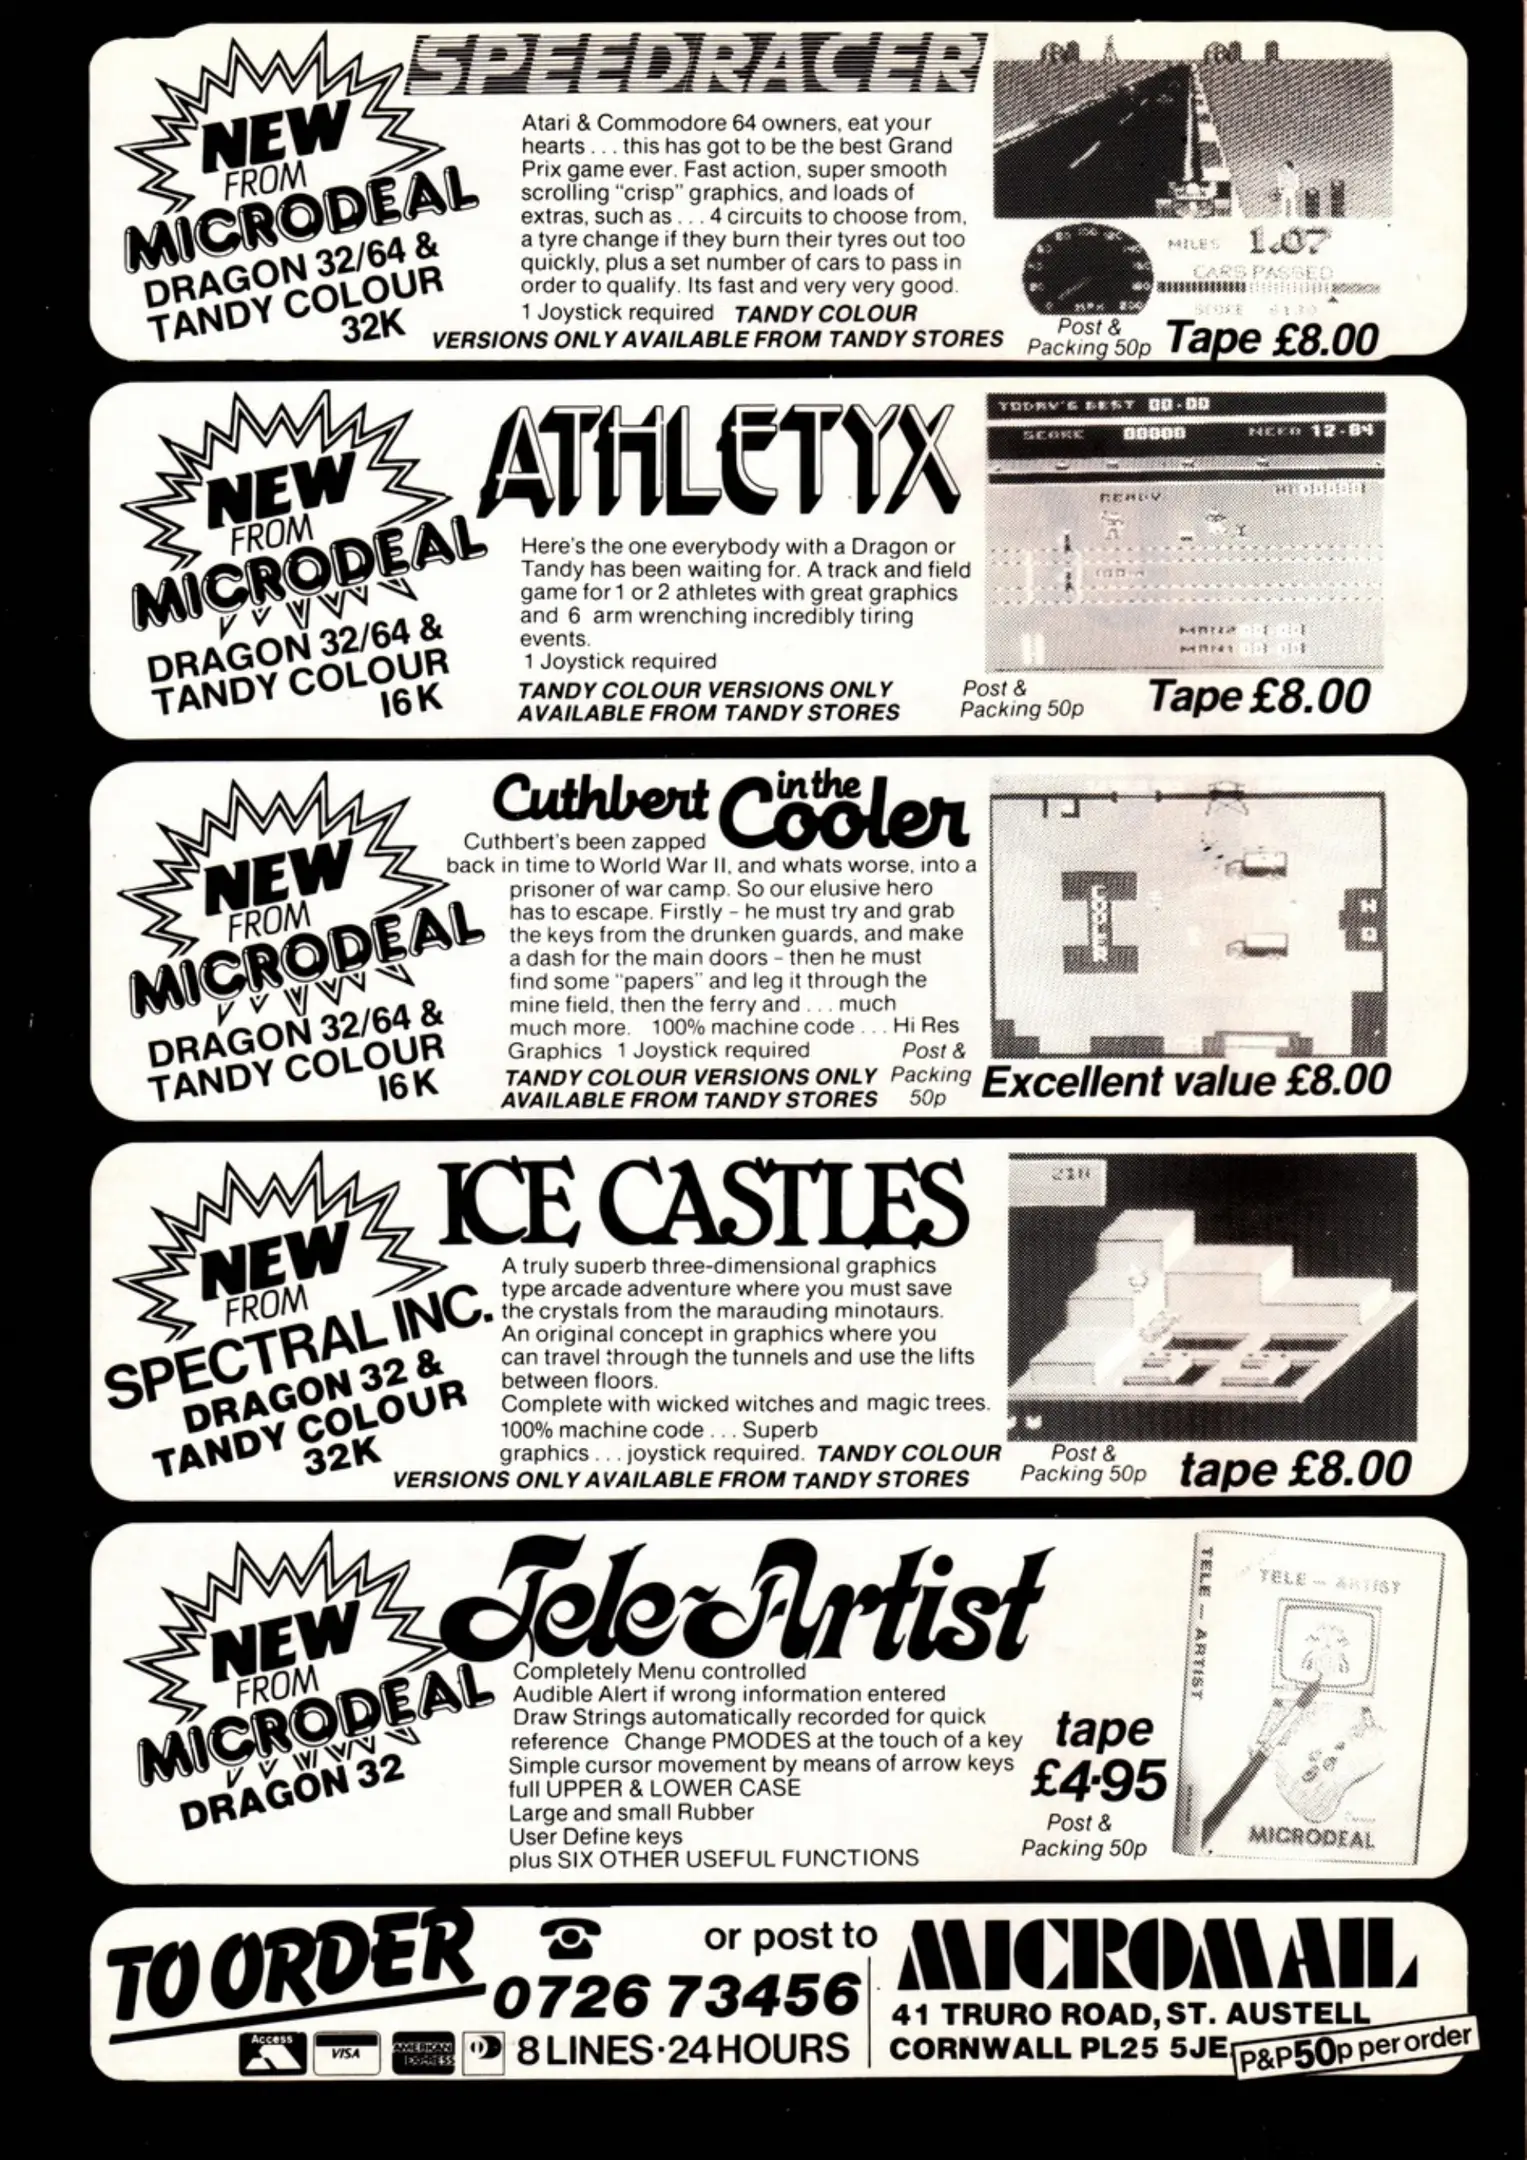 SPEEDRACER
NEW
FROM
MICRODEAL
DRAGON 32/64 &
TANDY COLOUR
32K
Atari & Commodore 64 owners, eat your
hearts . . . this has got to be the best Grand
Prix game ever. Fast action, super smooth
scrolling "crisp" graphics, and loads of
extras, such as . . . 4 circuits to choose from,
a tyre change if they burn their tyres out too
quickly, plus a set number of cars to pass in
order to qualify. Its fast and very very good.
1 Joystick required TANDY COLOUR
VERSIONS ONLY AVAILABLE FROM TANDY STORES
MILES 1.07
CARS PASSED
SCORE 6130
Post &
Packing 50p
Tape £8.00
ATHLETYX
NEW
FROM
MICRODEAL
DRAGON 32/64 &
TANDY COLOUR
16K
Here's the one everybody with a Dragon or
Tandy has been waiting for. A track and field
game for 1 or 2 athletes with great graphics
and 6 arm wrenching incredibly tiring
events.
1 Joystick required
TANDY COLOUR VERSIONS ONLY
AVAILABLE FROM TANDY STORES
TODAY'S BEST 00.00
SCORE 00000 NEED 12.84
READY
Post &
Packing 50p
Tape £8.00
Cuthbert in the Cooler
NEW
FROM
MICRODEAL
DRAGON 32/64 &
TANDY COLOUR
16K
Cuthbert's been zapped
back in time to World War II, and whats worse, into a
prisoner of war camp. So our elusive hero
has to escape. Firstly – he must try and grab
the keys from the drunken guards, and make
a dash for the main doors – then he must
find some "papers" and leg it through the
mine field, then the ferry and . . . much
much more. 100% machine code . . . Hi Res
Graphics 1 Joystick required
TANDY COLOUR VERSIONS ONLY
AVAILABLE FROM TANDY STORES
Post &
Packing
50p
COOLER
Excellent value £8.00
ICE CASTLES
NEW
FROM
SPECTRAL INC.
DRAGON 32 &
TANDY COLOUR
32K
A truly superb three-dimensional graphics
type arcade adventure where you must save
the crystals from the marauding minotaurs.
An original concept in graphics where you
can travel through the tunnels and use the lifts
between floors.
Complete with wicked witches and magic trees.
100% machine code . . . Superb
graphics . . . joystick required. TANDY COLOUR
VERSIONS ONLY AVAILABLE FROM TANDY STORES
Post &
Packing 50p
tape £8.00
Tele-Artist
NEW
FROM
MICRODEAL
DRAGON 32
Completely Menu controlled
Audible Alert if wrong information entered
Draw Strings automatically recorded for quick
reference Change PMODES at the touch of a key
Simple cursor movement by means of arrow keys
full UPPER & LOWER CASE
Large and small Rubber
User Define keys
plus SIX OTHER USEFUL FUNCTIONS
tape
£4·95
Post &
Packing 50p
TELE – ARTIST
TELE – ARTIST
MICRODEAL
TO ORDER
0726 73456
8 LINES·24 HOURS
Access
VISA
AMERICAN EXPRESS
or post to
MICROMAIL
41 TRURO ROAD, ST. AUSTELL
CORNWALL PL25 5JE
P&P 50p per order